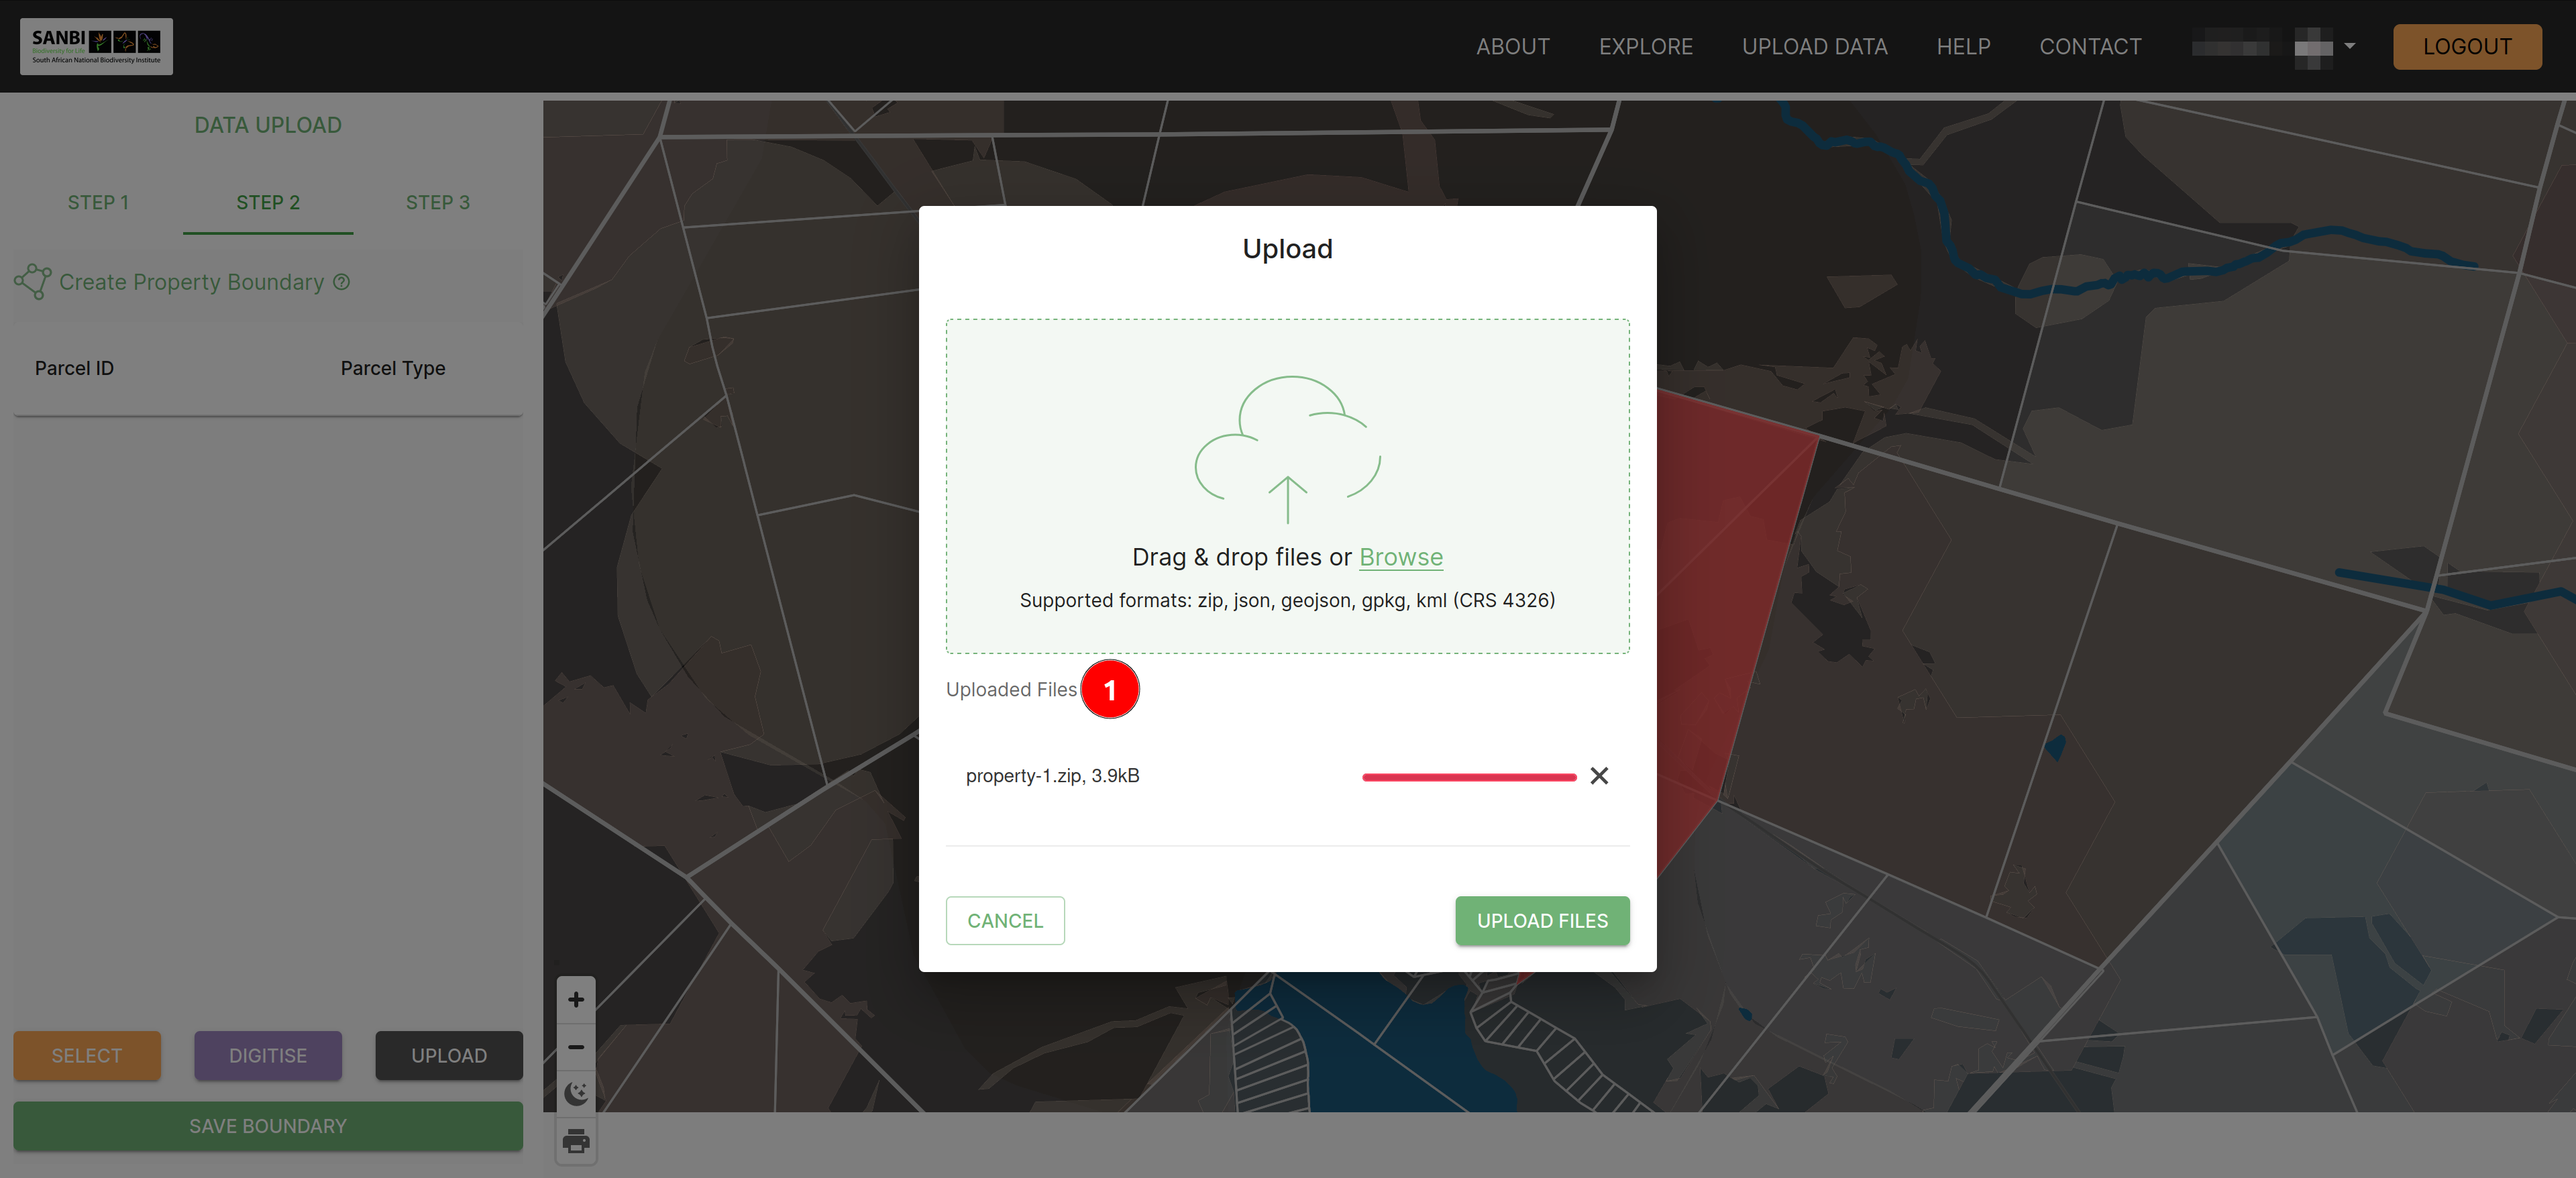 SANBI
Biodiversity for Life
South African National Biodiversity Institute
ABOUT
EXPLORE
UPLOAD DATA
HELP
CONTACT
LOGOUT
DATA UPLOAD
STEP 1
STEP 2
STEP 3
Create Property Boundary ?
Parcel ID
Parcel Type
SELECT
DIGITISE
UPLOAD
SAVE BOUNDARY
Upload
Drag & drop files or Browse
Supported formats: zip, json, geojson, gpkg, kml (CRS 4326)
Uploaded Files
1
property-1.zip, 3.9kB
CANCEL
UPLOAD FILES